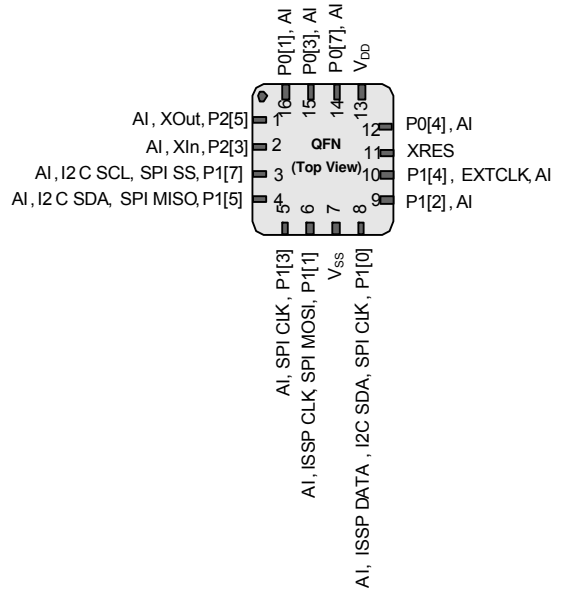 P0[1], AI
P0[3], AI
P0[7], AI
VDD
16
15
14
13
AI, XOut, P2[5]
1
AI, XIn, P2[3]
2
AI, I2 C SCL, SPI SS, P1[7]
3
AI, I2 C SDA, SPI MISO, P1[5]
4
QFN
(Top View)
12
P0[4], AI
11
XRES
10
P1[4], EXTCLK, AI
9
P1[2], AI
5
6
7
8
AI, SPI CLK, P1[3]
AI, ISSP CLK, SPI MOSI, P1[1]
VSS
AI, ISSP DATA, I2C SDA, SPI CLK, P1[0]